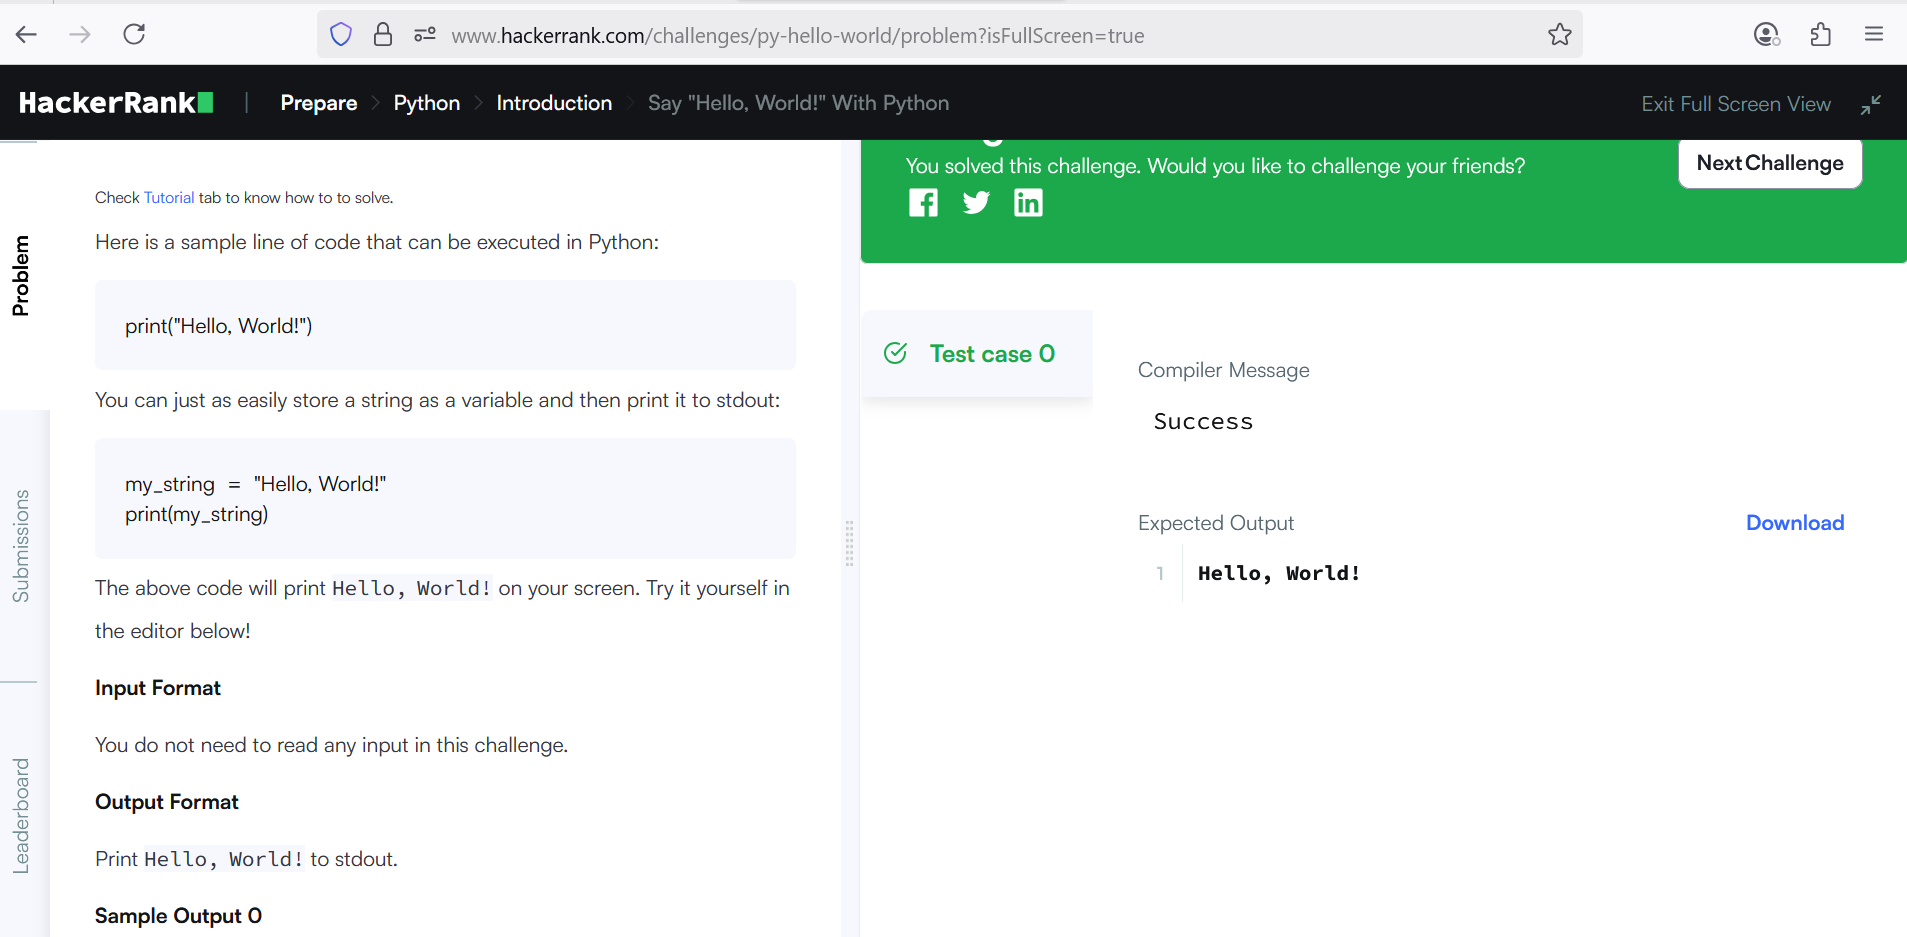 www.hackerrank.com/challenges/py-hello-world/problem?isFullScreen=true
HackerRank
Prepare
Python
Introduction
Say "Hello, World!" With Python
Exit Full Screen View
Problem
Submissions
Leaderboard
Check Tutorial tab to know how to to solve.
Here is a sample line of code that can be executed in Python:
print("Hello, World!")
You can just as easily store a string as a variable and then print it to stdout:
my_string = "Hello, World!"
print(my_string)
The above code will print Hello, World! on your screen. Try it yourself in
the editor below!
Input Format
You do not need to read any input in this challenge.
Output Format
Print Hello, World! to stdout.
Sample Output 0
You solved this challenge. Would you like to challenge your friends?
Next Challenge
Test case 0
Compiler Message
Success
Expected Output
Download
1 Hello, World!